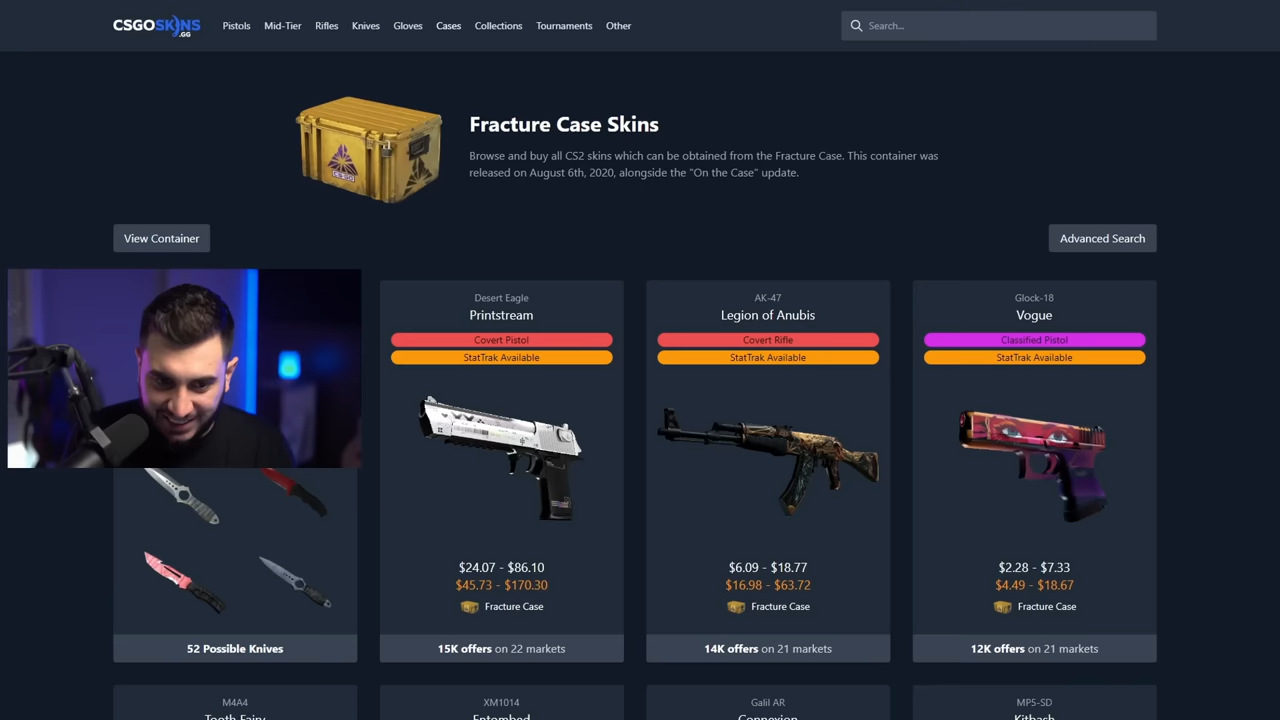 CSGOSKINS
.GG
Pistols
Mid-Tier
Rifles
Knives
Gloves
Cases
Collections
Tournaments
Other
Search...
Fracture Case Skins
Browse and buy all CS2 skins which can be obtained from the Fracture Case. This container was
released on August 6th, 2020, alongside the "On the Case" update.
View Container
Advanced Search
52 Possible Knives
Desert Eagle
Printstream
Covert Pistol
StatTrak Available
$24.07 - $86.10
$45.73 - $170.30
Fracture Case
15K offers on 22 markets
AK-47
Legion of Anubis
Covert Rifle
StatTrak Available
$6.09 - $18.77
$16.98 - $63.72
Fracture Case
14K offers on 21 markets
Glock-18
Vogue
Classified Pistol
StatTrak Available
$2.28 - $7.33
$4.49 - $18.67
Fracture Case
12K offers on 21 markets
M4A4
Tooth Fairy
XM1014
Entombed
Galil AR
Connexion
MP5-SD
Kitbash